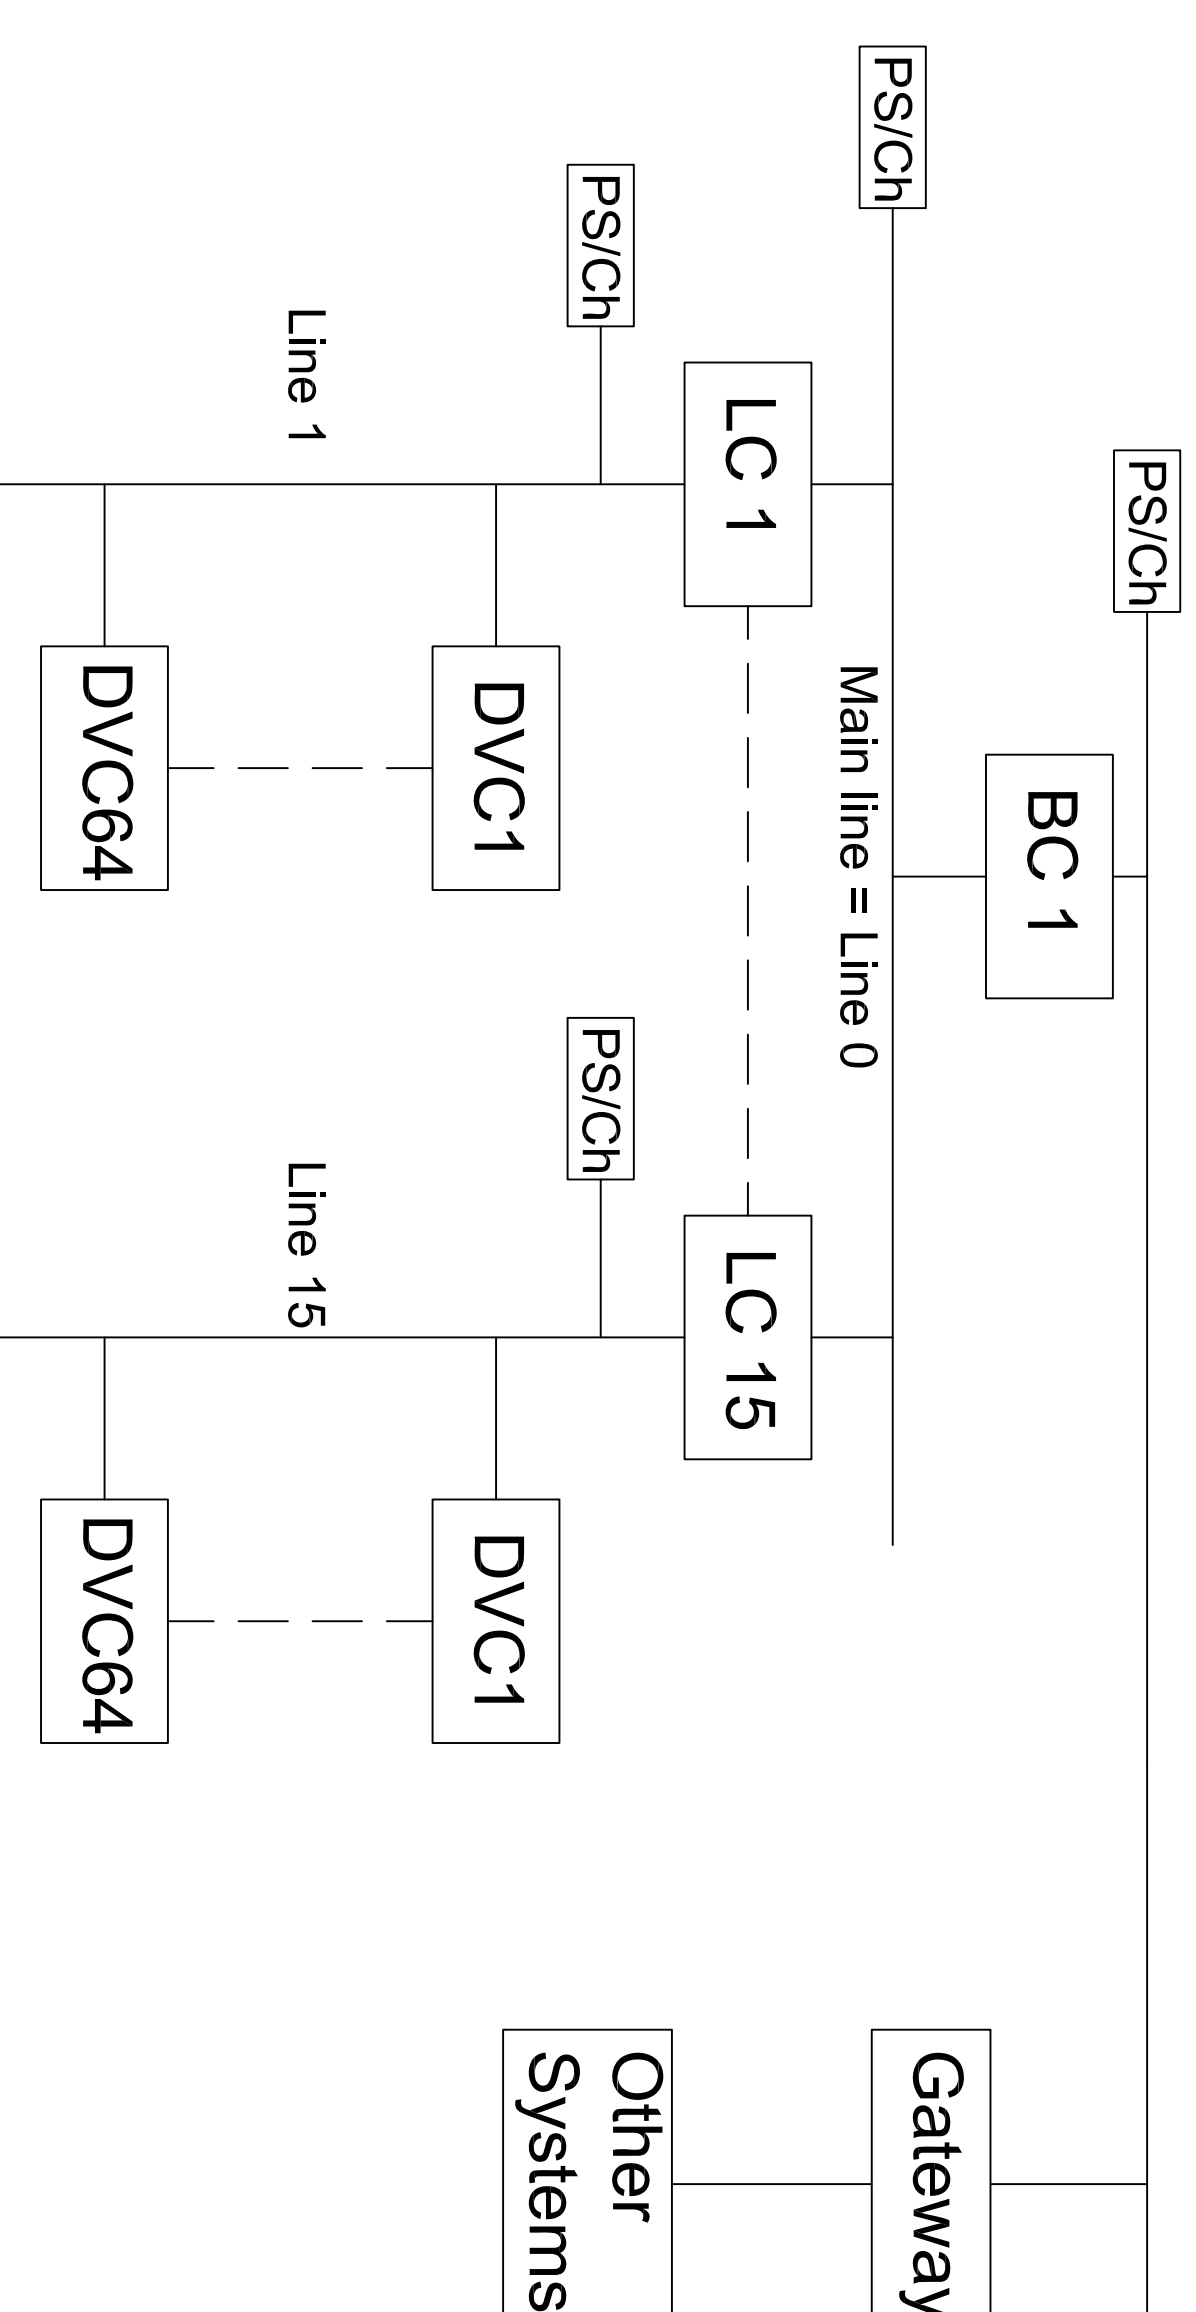 PS/Ch
BC 1
PS/Ch
Main line = Line 0
LC 1
LC 15
Gateway
PS/Ch
PS/Ch
Other
Systems
DVC1
DVC1
Line 1
Line 15
DVC64
DVC64